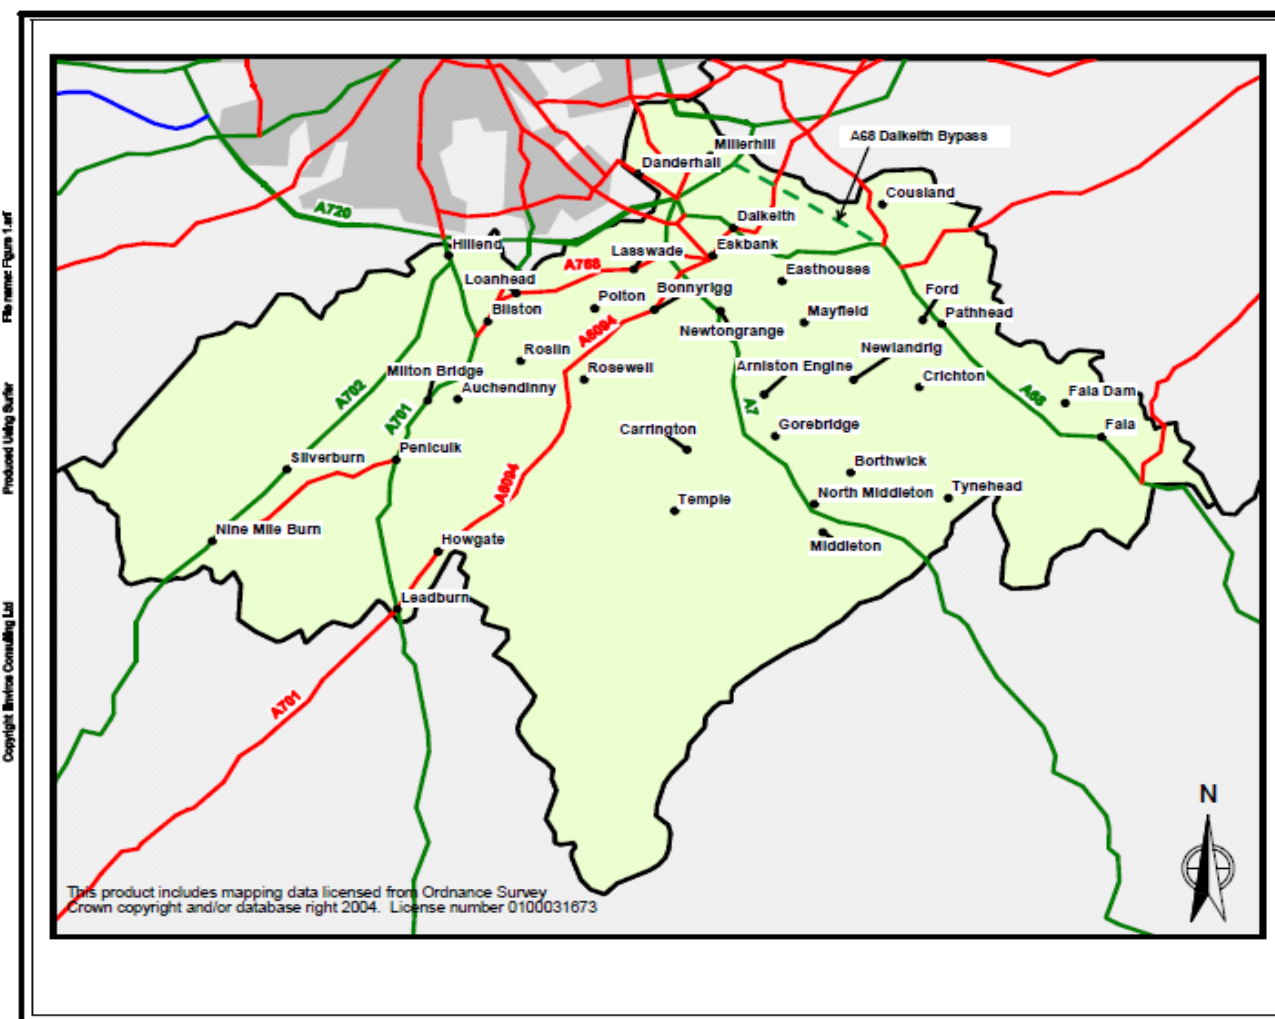 A68 Dalkeith Bypass
Millerhill
Danderhall
Cousland
A720
Dalkeith
Hillend
Eskbank
Lasswade
A768
Easthouses
Loanhead
Polton
Bonnyrigg
Ford
Bilston
Mayfield
Pathhead
A6094
Newtongrange
Roslin
Newlandrig
Milton Bridge
Rosewell
Arniston Engine
Crichton
A702
Auchendinny
A68
Fala Dam
A701
A7
Carrington
Gorebridge
Fala
Penicuik
Silverburn
Borthwick
A6094
Temple
North Middleton
Tynehead
Nine Mile Burn
Howgate
Middleton
Leadburn
A701
N
This product includes mapping data licensed from Ordnance Survey
Crown copyright and/or database right 2004. License number 0100031673
File name: Figure 1.srf
Produced Using Surfer
Copyright Enviros Consulting Ltd